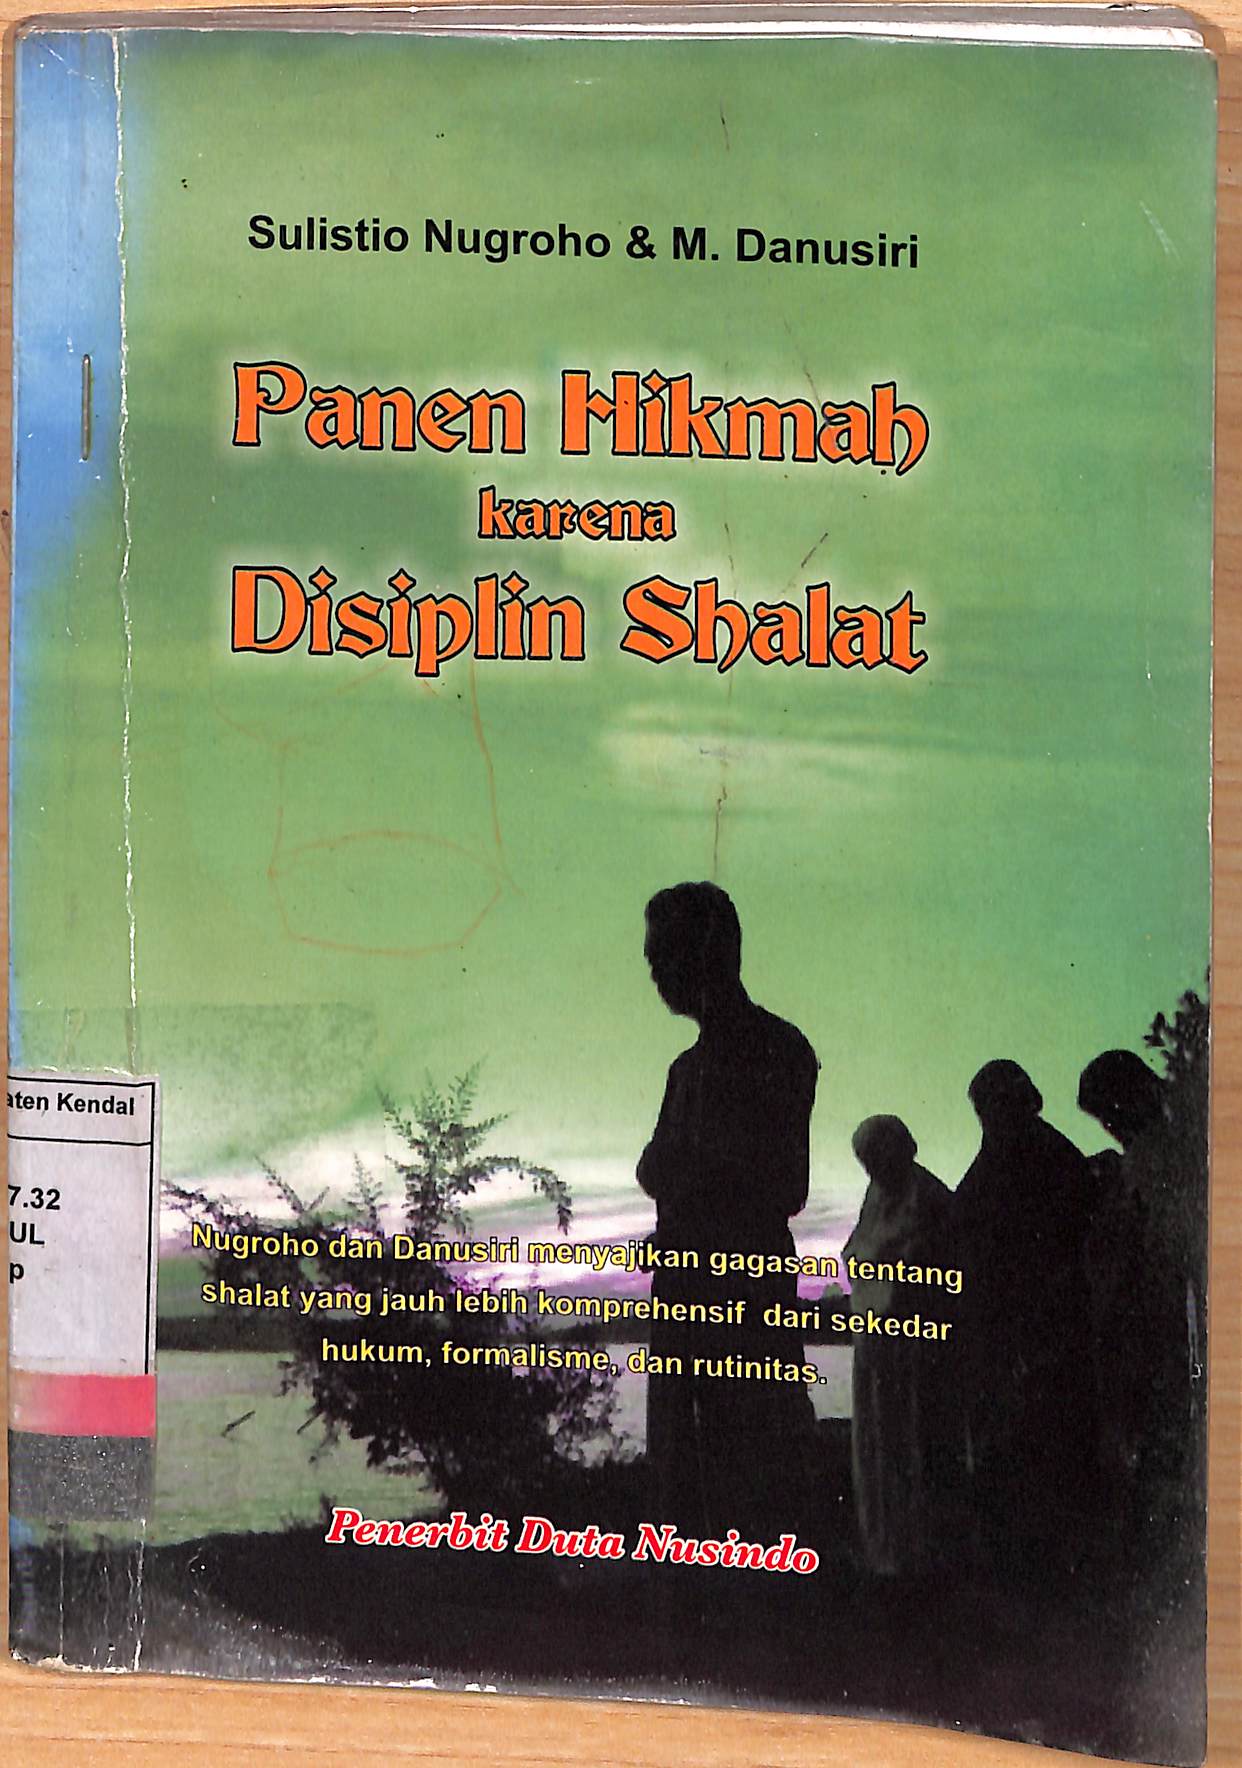 Sulistio Nugroho & M. Danusiri
Panen Hikmah
karena
Disiplin Shalat
aten Kendal
7.32
UL
p
Nugroho dan Danusiri menyajikan gagasan tentang
shalat yang jauh lebih komprehensif dari sekedar
hukum, formalisme, dan rutinitas.
Penerbit Duta Nusindo